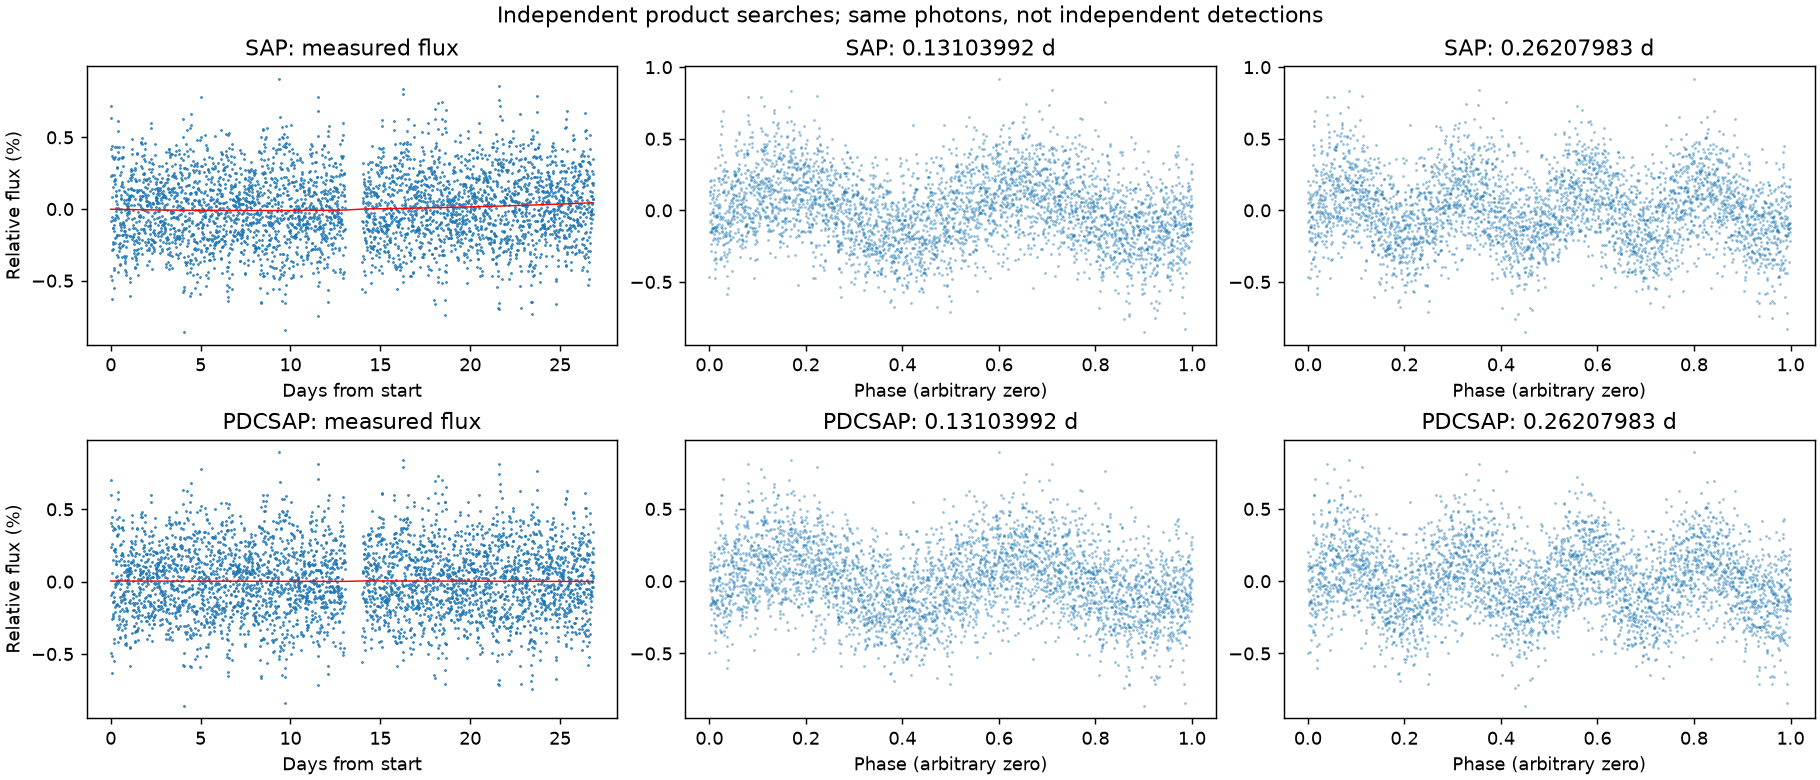 Independent product searches; same photons, not independent detections
SAP: measured flux
SAP: 0.13103992 d
SAP: 0.26207983 d
Relative flux (%)
0.5
0.0
−0.5
0 5 10 15 20 25
Days from start
1.0
0.5
0.0
−0.5
0.0 0.2 0.4 0.6 0.8 1.0
Phase (arbitrary zero)
1.0
0.5
0.0
−0.5
0.0 0.2 0.4 0.6 0.8 1.0
Phase (arbitrary zero)
PDCSAP: measured flux
PDCSAP: 0.13103992 d
PDCSAP: 0.26207983 d
Relative flux (%)
0.5
0.0
−0.5
0 5 10 15 20 25
Days from start
0.5
0.0
−0.5
0.0 0.2 0.4 0.6 0.8 1.0
Phase (arbitrary zero)
0.5
0.0
−0.5
0.0 0.2 0.4 0.6 0.8 1.0
Phase (arbitrary zero)